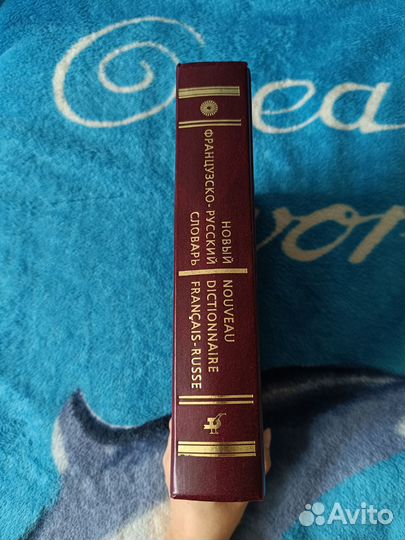 НОВЫЙ
ФРАНЦУЗСКО-РУССКИЙ
СЛОВАРЬ
NOUVEAU
DICTIONNAIRE
FRANÇAIS-RUSSE
Avito